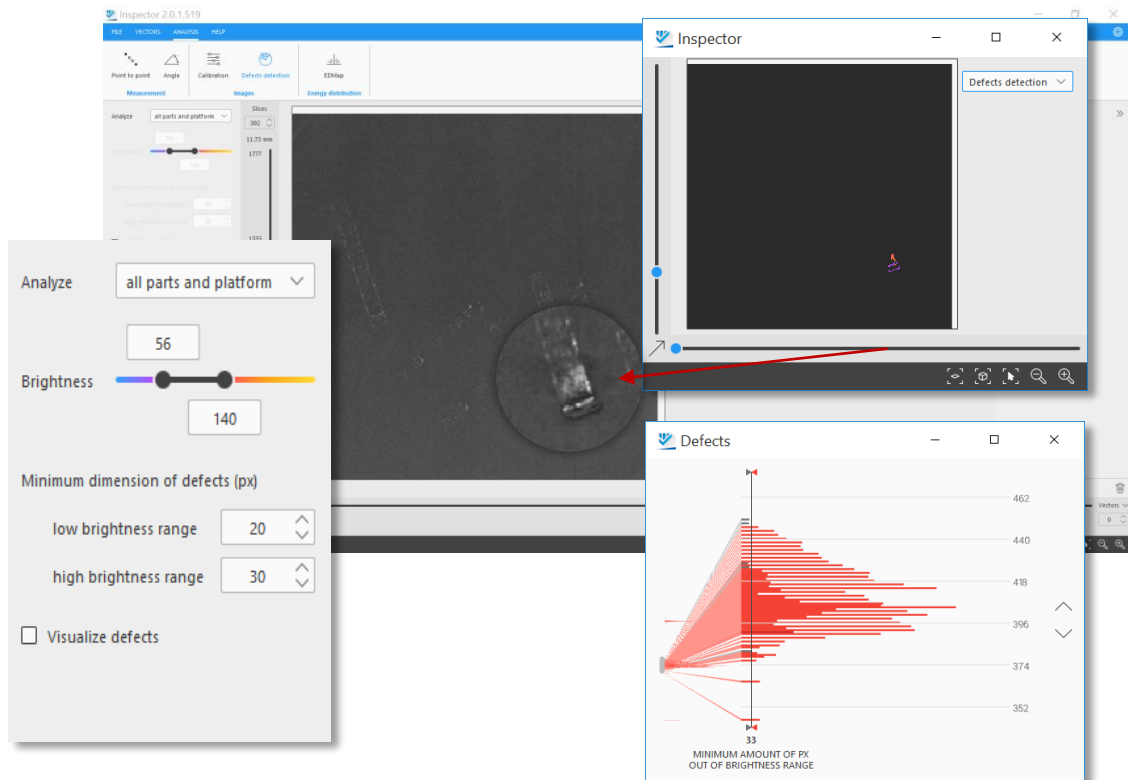 Inspector 2.0.1.519
FILE VECTORS ANALYSIS HELP
Point to point Angle Calibration Defects detection EDMap
Measurement Images Energy distribution
Analyze all parts and platform
Slices
392
11.73 mm
1777
1333
Vectors
0
Inspector
Defects detection
Analyze all parts and platform
56
Brightness
140
Minimum dimension of defects (px)
low brightness range 20
high brightness range 30
Visualize defects
Defects
462
440
418
396
374
352
33
MINIMUM AMOUNT OF PX
OUT OF BRIGHTNESS RANGE